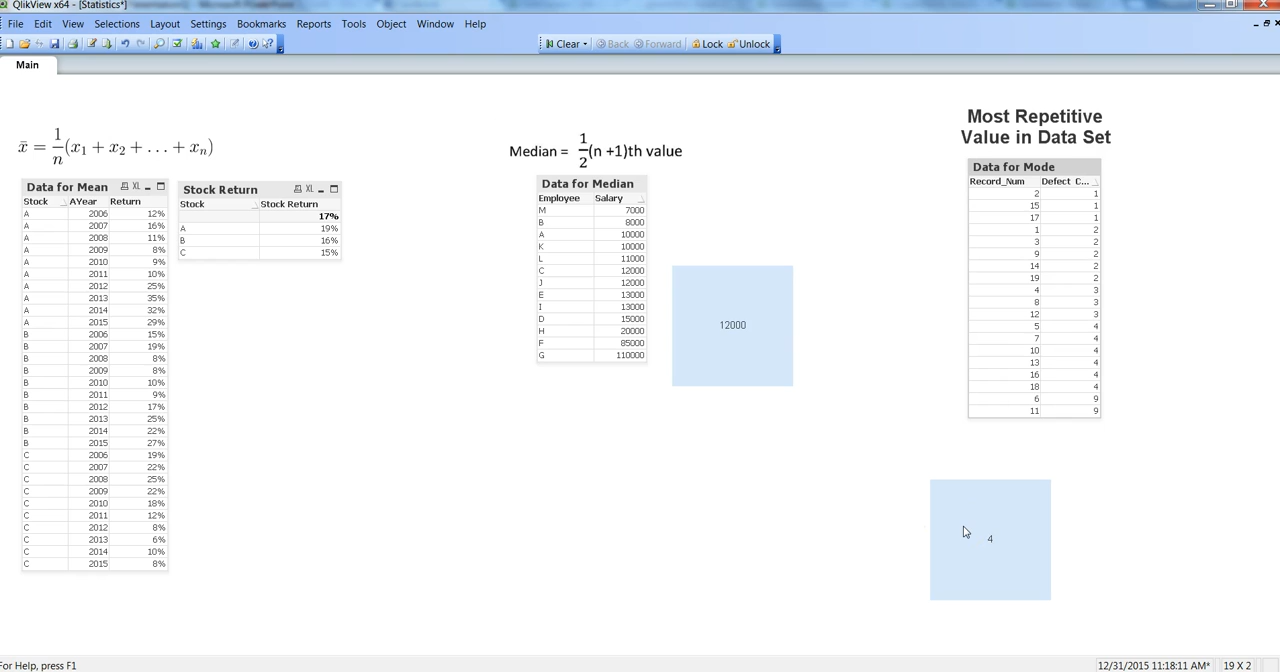 QlikView x64 - [Statistics*]
File Edit View Selections Layout Settings Bookmarks Reports Tools Object Window Help
Clear Back Forward Lock Unlock
Main
x̄ = 1/n (x₁ + x₂ + . . . + xₙ)
Data for Mean XL
Stock AYear Return
A 2006 12%
A 2007 16%
A 2008 11%
A 2009 8%
A 2010 9%
A 2011 10%
A 2012 25%
A 2013 35%
A 2014 32%
A 2015 29%
B 2006 15%
B 2007 19%
B 2008 8%
B 2009 8%
B 2010 10%
B 2011 9%
B 2012 17%
B 2013 25%
B 2014 22%
B 2015 27%
C 2006 19%
C 2007 22%
C 2008 25%
C 2009 22%
C 2010 18%
C 2011 12%
C 2012 8%
C 2013 6%
C 2014 10%
C 2015 8%
Stock Return XL
Stock Stock Return
17%
A 19%
B 16%
C 15%
Median = 1/2 (n +1)th value
Data for Median
Employee Salary
M 7000
B 8000
A 10000
K 10000
L 11000
C 12000
J 12000
E 13000
I 13000
D 15000
H 20000
F 85000
G 110000
12000
Most Repetitive
Value in Data Set
Data for Mode
Record_Num Defect C...
2 1
15 1
17 1
1 2
3 2
9 2
14 2
19 2
4 3
8 3
12 3
5 4
7 4
10 4
13 4
16 4
18 4
6 9
11 9
4
For Help, press F1
12/31/2015 11:18:11 AM* 19 X 2